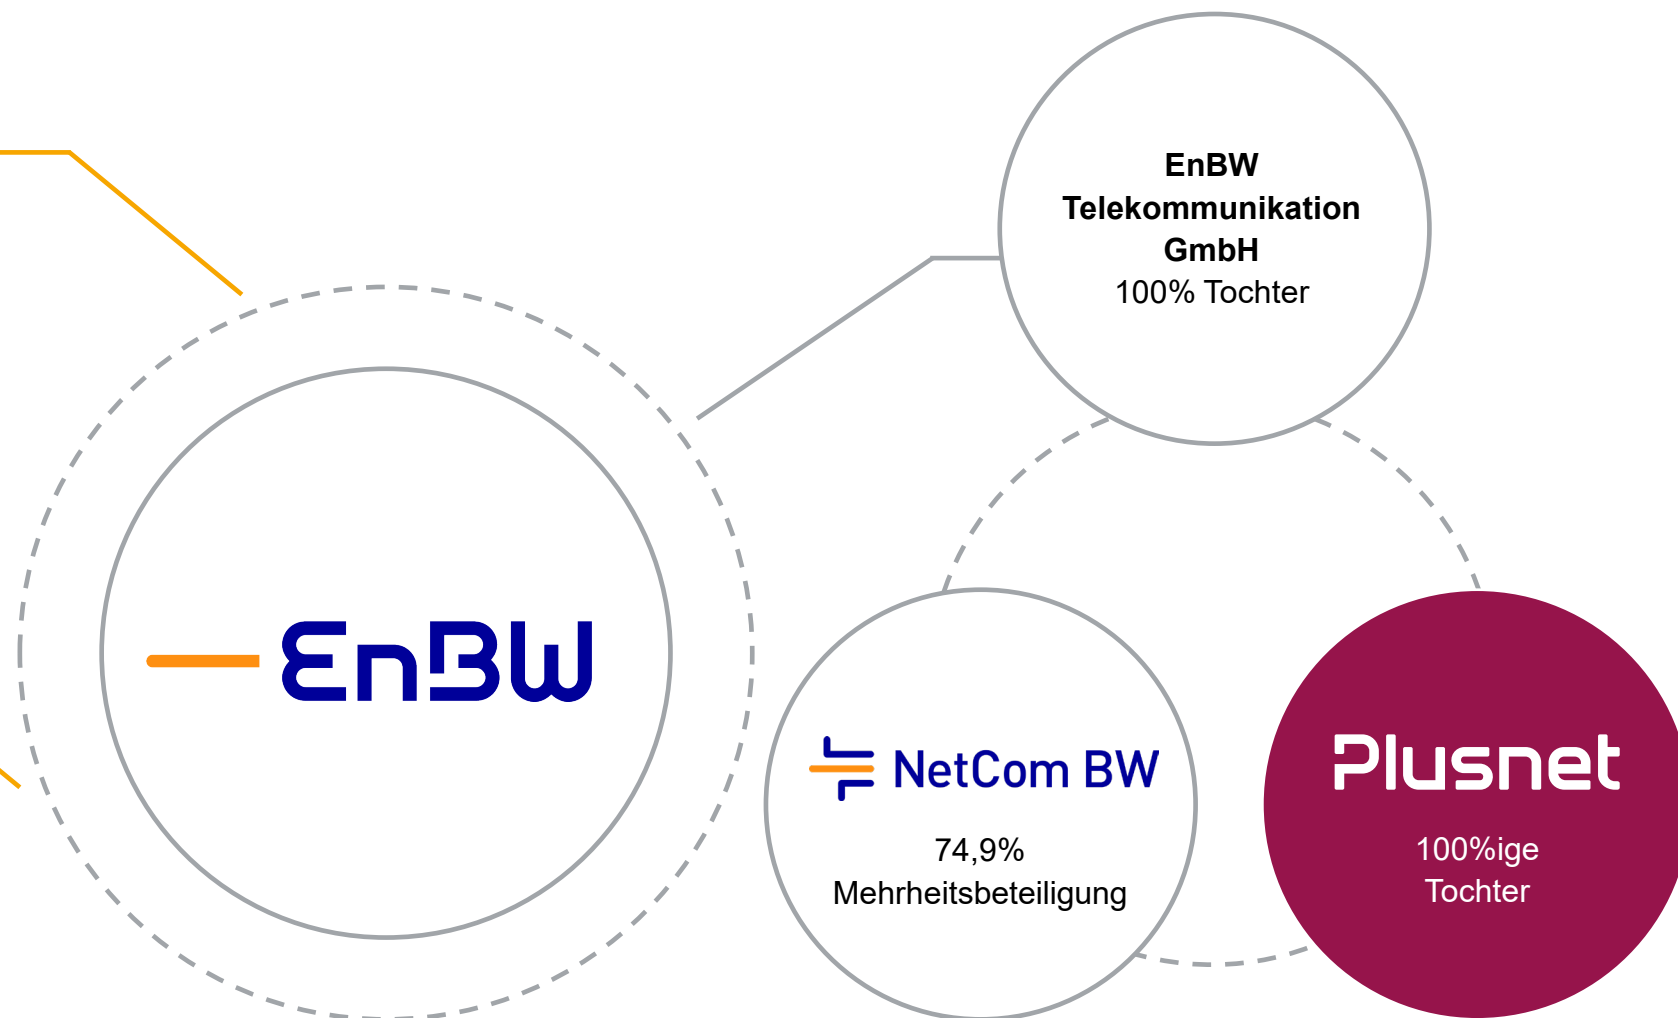 EnBW
Telekommunikation
GmbH
100% Tochter
EnBW
NetCom BW
74,9%
Mehrheitsbeteiligung
Plusnet
100%ige
Tochter